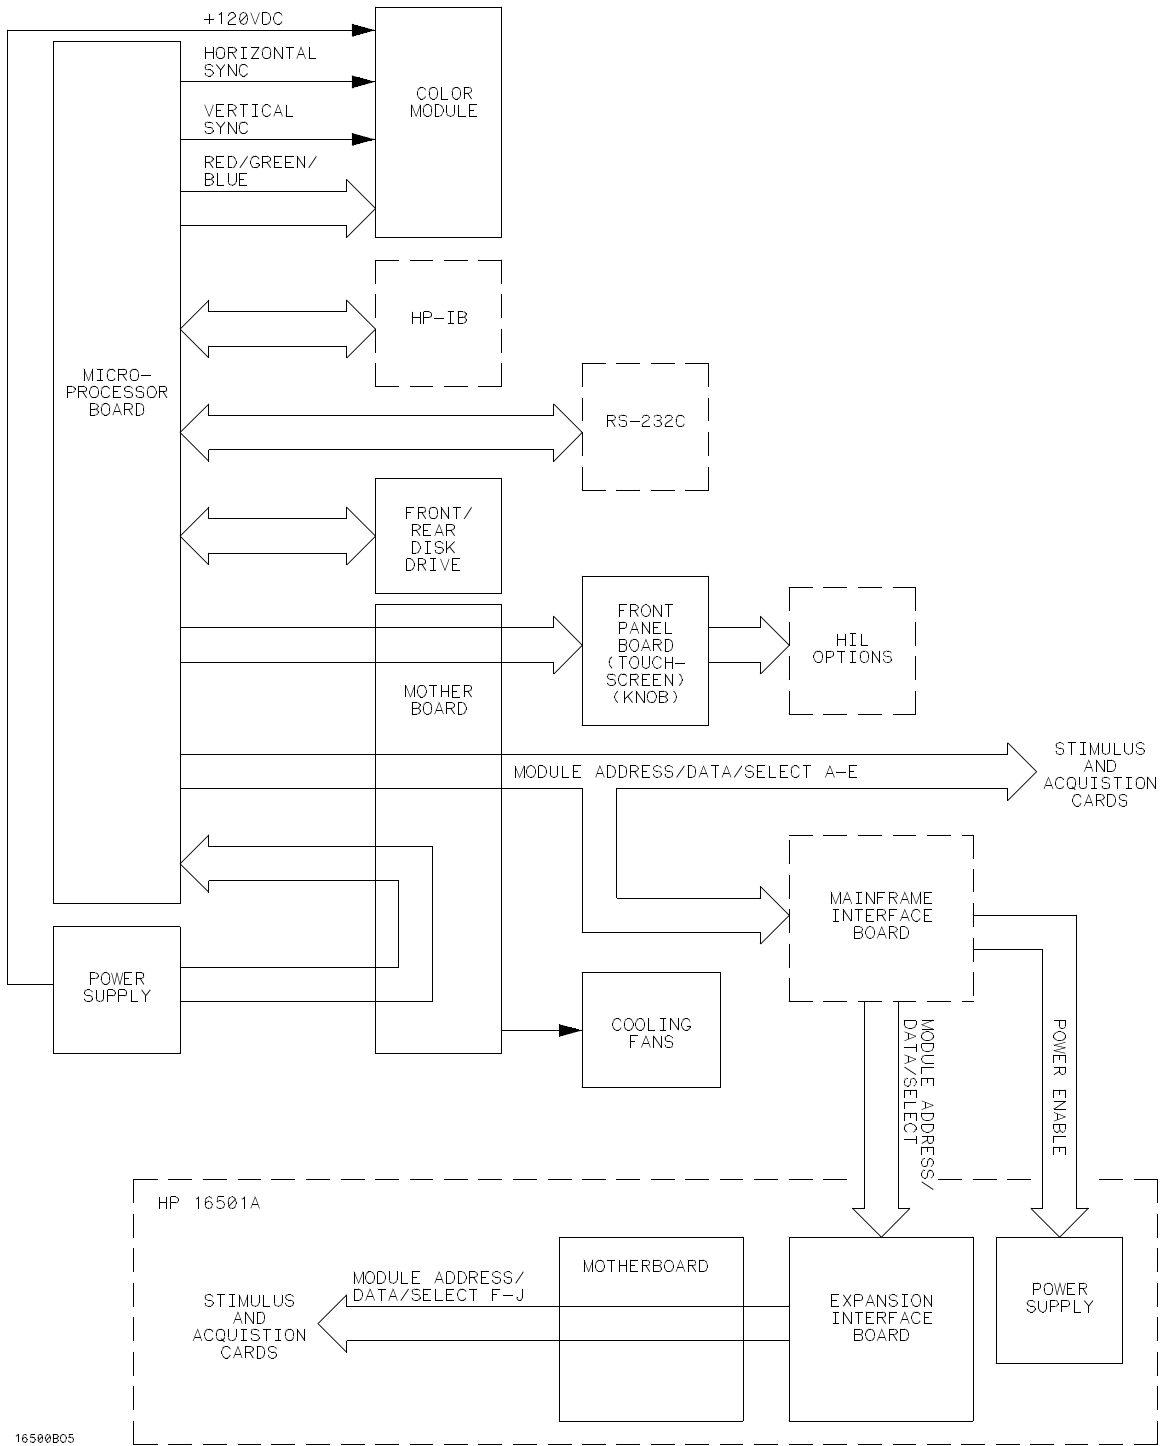 +120VDC
HORIZONTAL
SYNC
VERTICAL
SYNC
RED/GREEN/
BLUE
COLOR
MODULE
HP-IB
MICRO-
PROCESSOR
BOARD
RS-232C
FRONT/
REAR
DISK
DRIVE
FRONT
PANEL
BOARD
(TOUCH-
SCREEN)
(KNOB)
HIL
OPTIONS
MOTHER
BOARD
MODULE ADDRESS/DATA/SELECT A-E
STIMULUS
AND
ACQUISTION
CARDS
MAINFRAME
INTERFACE
BOARD
POWER
SUPPLY
COOLING
FANS
MODULE ADDRESS/
DATA/SELECT
POWER ENABLE
HP 16501A
MOTHERBOARD
MODULE ADDRESS/
DATA/SELECT F-J
STIMULUS
AND
ACQUISTION
CARDS
EXPANSION
INTERFACE
BOARD
POWER
SUPPLY
16500B05